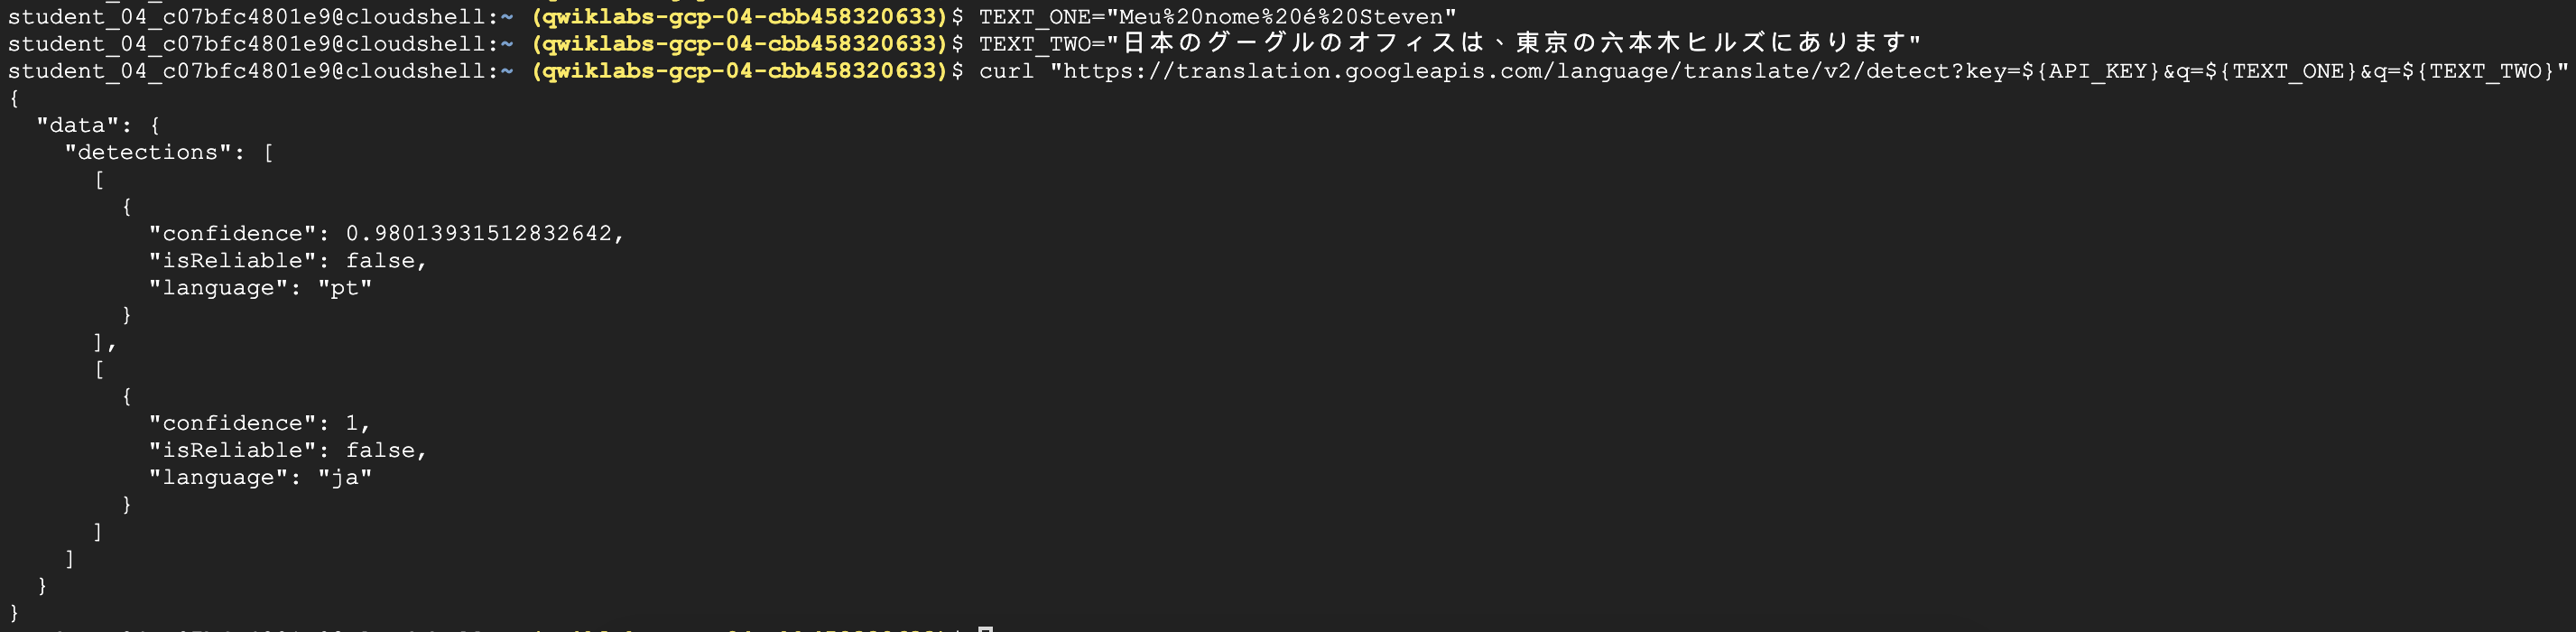 student_04_c07bfc4801e9@cloudshell:~ (qwiklabs-gcp-04-cbb458320633)$ TEXT_ONE="Meu%20nome%20é%20Steven"
student_04_c07bfc4801e9@cloudshell:~ (qwiklabs-gcp-04-cbb458320633)$ TEXT_TWO="日本のグーグルのオフィスは、東京の六本木ヒルズにあります"
student_04_c07bfc4801e9@cloudshell:~ (qwiklabs-gcp-04-cbb458320633)$ curl "https://translation.googleapis.com/language/translate/v2/detect?key=${API_KEY}&q=${TEXT_ONE}&q=${TEXT_TWO}"
{
  "data": {
    "detections": [
      [
        {
          "confidence": 0.98013931512832642,
          "isReliable": false,
          "language": "pt"
        }
      ],
      [
        {
          "confidence": 1,
          "isReliable": false,
          "language": "ja"
        }
      ]
    ]
  }
}